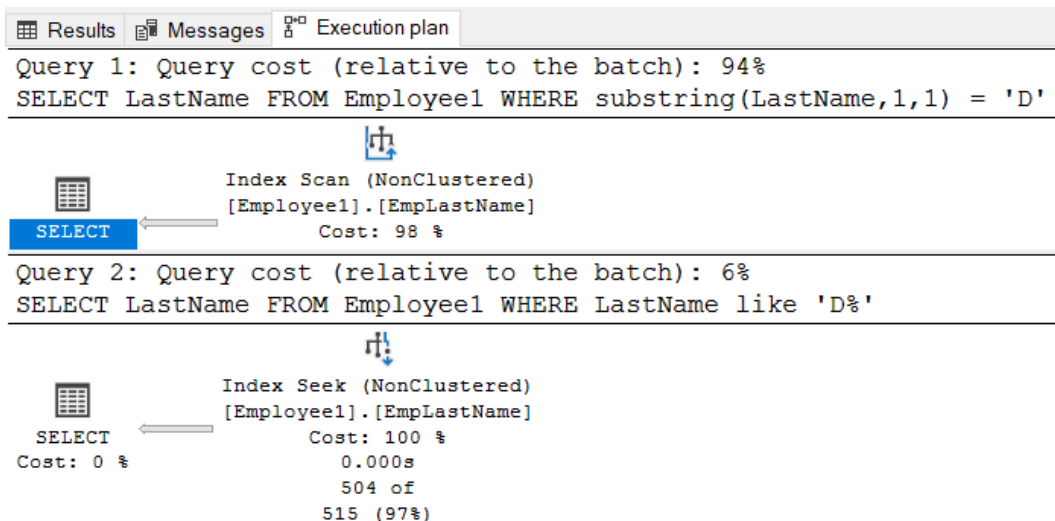 Results Messages Execution plan
Query 1: Query cost (relative to the batch): 94%
SELECT LastName FROM Employee1 WHERE substring(LastName,1,1) = 'D'
Index Scan (NonClustered)
[Employee1].[EmpLastName]
SELECT
Cost: 98 %
Query 2: Query cost (relative to the batch): 6%
SELECT LastName FROM Employee1 WHERE LastName like 'D%'
Index Seek (NonClustered)
[Employee1].[EmpLastName]
SELECT
Cost: 100 %
Cost: 0 %
0.000s
504 of
515 (97%)